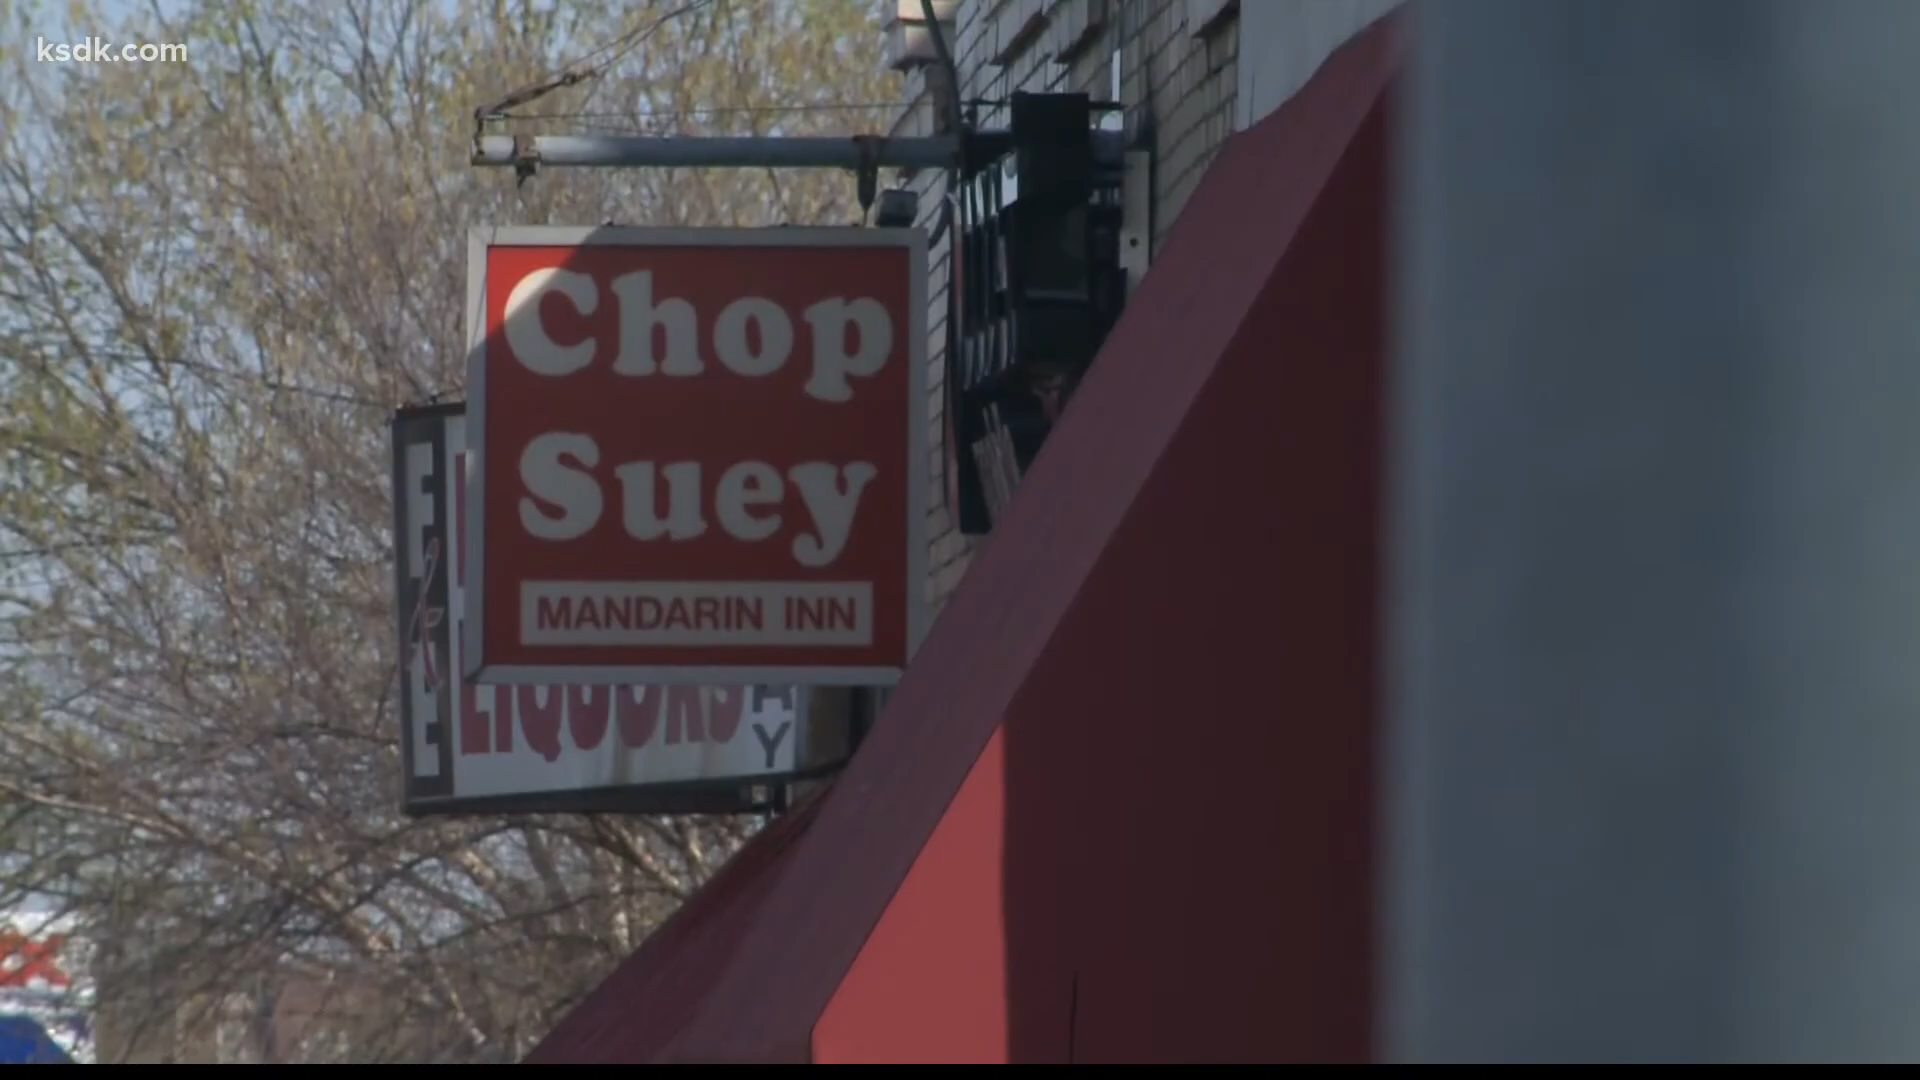 ksdk.com
Chop
Suey
MANDARIN INN
LIQUORS